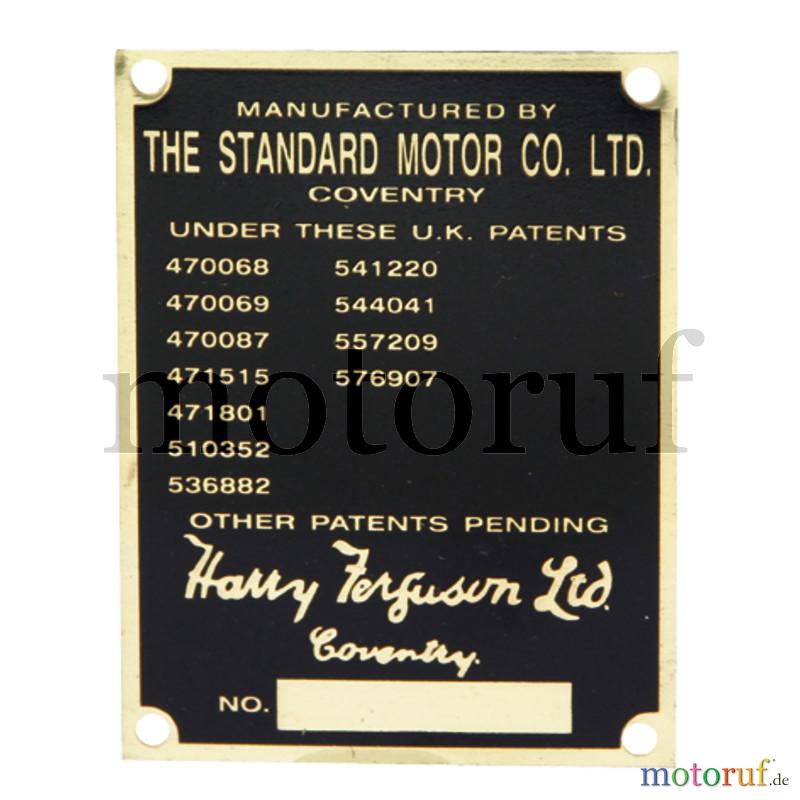 MANUFACTURED BY
THE STANDARD MOTOR CO. LTD.
COVENTRY
UNDER THESE U.K. PATENTS
470068 541220
470069 544041
470087 557209
471515 576907
471801
510352
536882
OTHER PATENTS PENDING
Harry Ferguson Ltd.
Coventry.
NO.
motoruf
motoruf.de